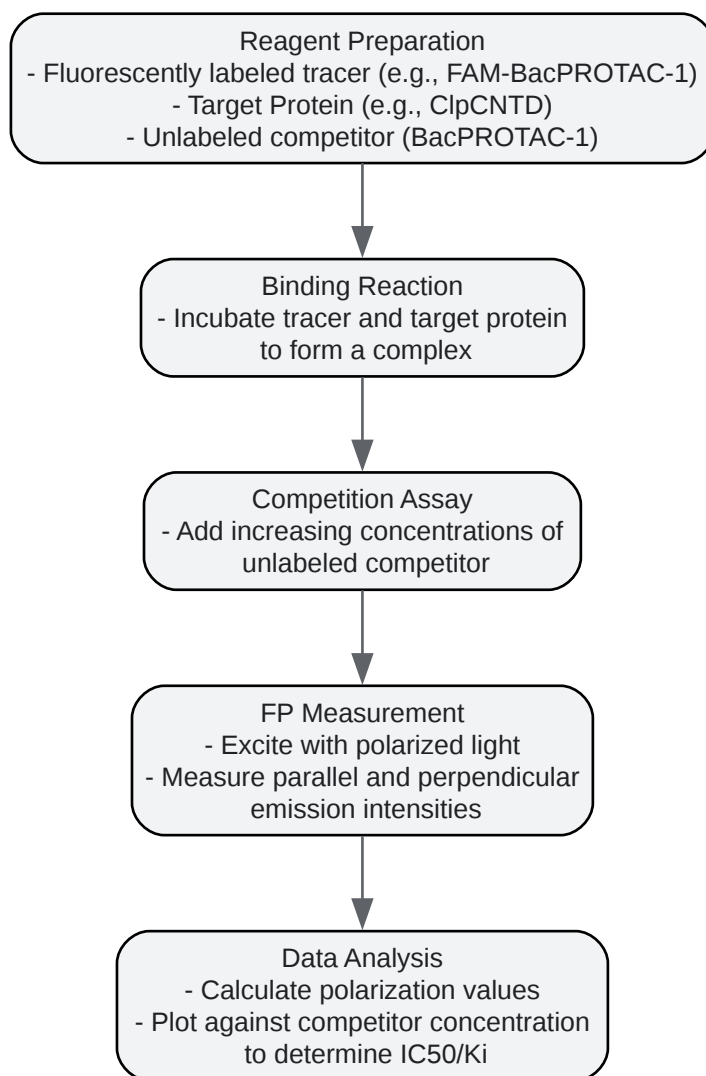 Reagent Preparation
- Fluorescently labeled tracer (e.g., FAM-BacPROTAC-1)
- Target Protein (e.g., ClpCNTD)
- Unlabeled competitor (BacPROTAC-1)
Binding Reaction
- Incubate tracer and target protein
to form a complex
Competition Assay
- Add increasing concentrations of
unlabeled competitor
FP Measurement
- Excite with polarized light
- Measure parallel and perpendicular
emission intensities
Data Analysis
- Calculate polarization values
- Plot against competitor concentration
to determine IC50/Ki